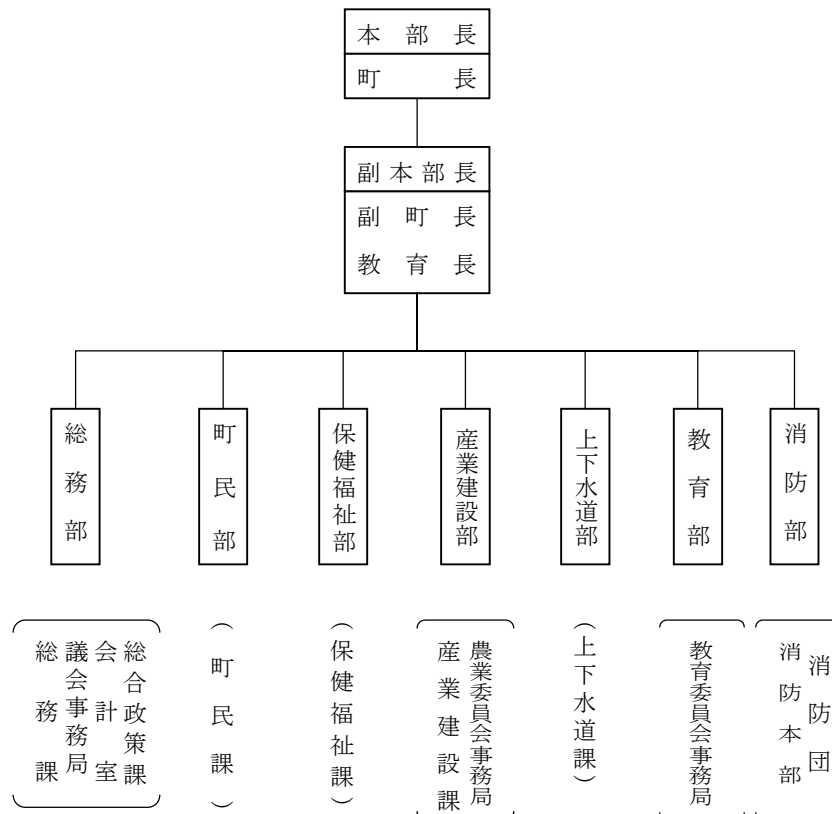 本部長
町長
副本部長
副町長
教育長
総務部
町民部
保健福祉部
産業建設部
上下水道部
教育部
消防部
総合政策課
会計室
議会事務局
総務課
(町民課)
(保健福祉課)
農業委員会事務局
産業建設課
(上下水道課)
教育委員会事務局
消防団
消防本部